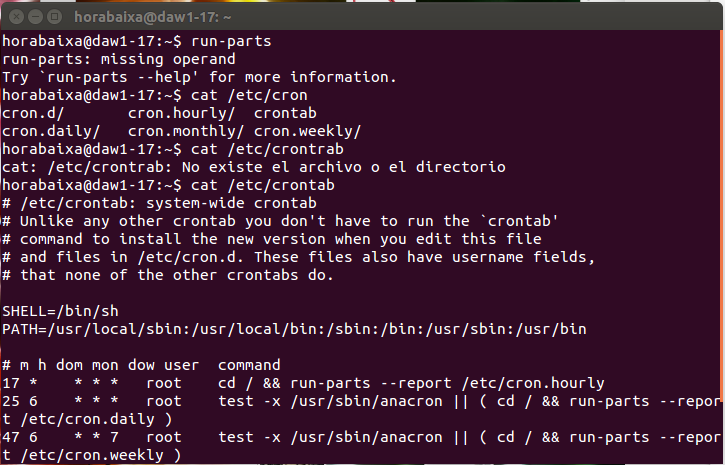 horabaixa@daw1-17: ~
horabaixa@daw1-17:~$ run-parts
run-parts: missing operand
Try `run-parts --help' for more information.
horabaixa@daw1-17:~$ cat /etc/cron
cron.d/       cron.hourly/  crontab
cron.daily/   cron.monthly/ cron.weekly/
horabaixa@daw1-17:~$ cat /etc/crontrab
cat: /etc/crontrab: No existe el archivo o el directorio
horabaixa@daw1-17:~$ cat /etc/crontab
# /etc/crontab: system-wide crontab
# Unlike any other crontab you don't have to run the `crontab'
# command to install the new version when you edit this file
# and files in /etc/cron.d. These files also have username fields,
# that none of the other crontabs do.

SHELL=/bin/sh
PATH=/usr/local/sbin:/usr/local/bin:/sbin:/bin:/usr/sbin:/usr/bin

# m h dom mon dow user  command
17 *    * * *   root    cd / && run-parts --report /etc/cron.hourly
25 6    * * *   root    test -x /usr/sbin/anacron || ( cd / && run-parts --repor
t /etc/cron.daily )
47 6    * * 7   root    test -x /usr/sbin/anacron || ( cd / && run-parts --repor
t /etc/cron.weekly )